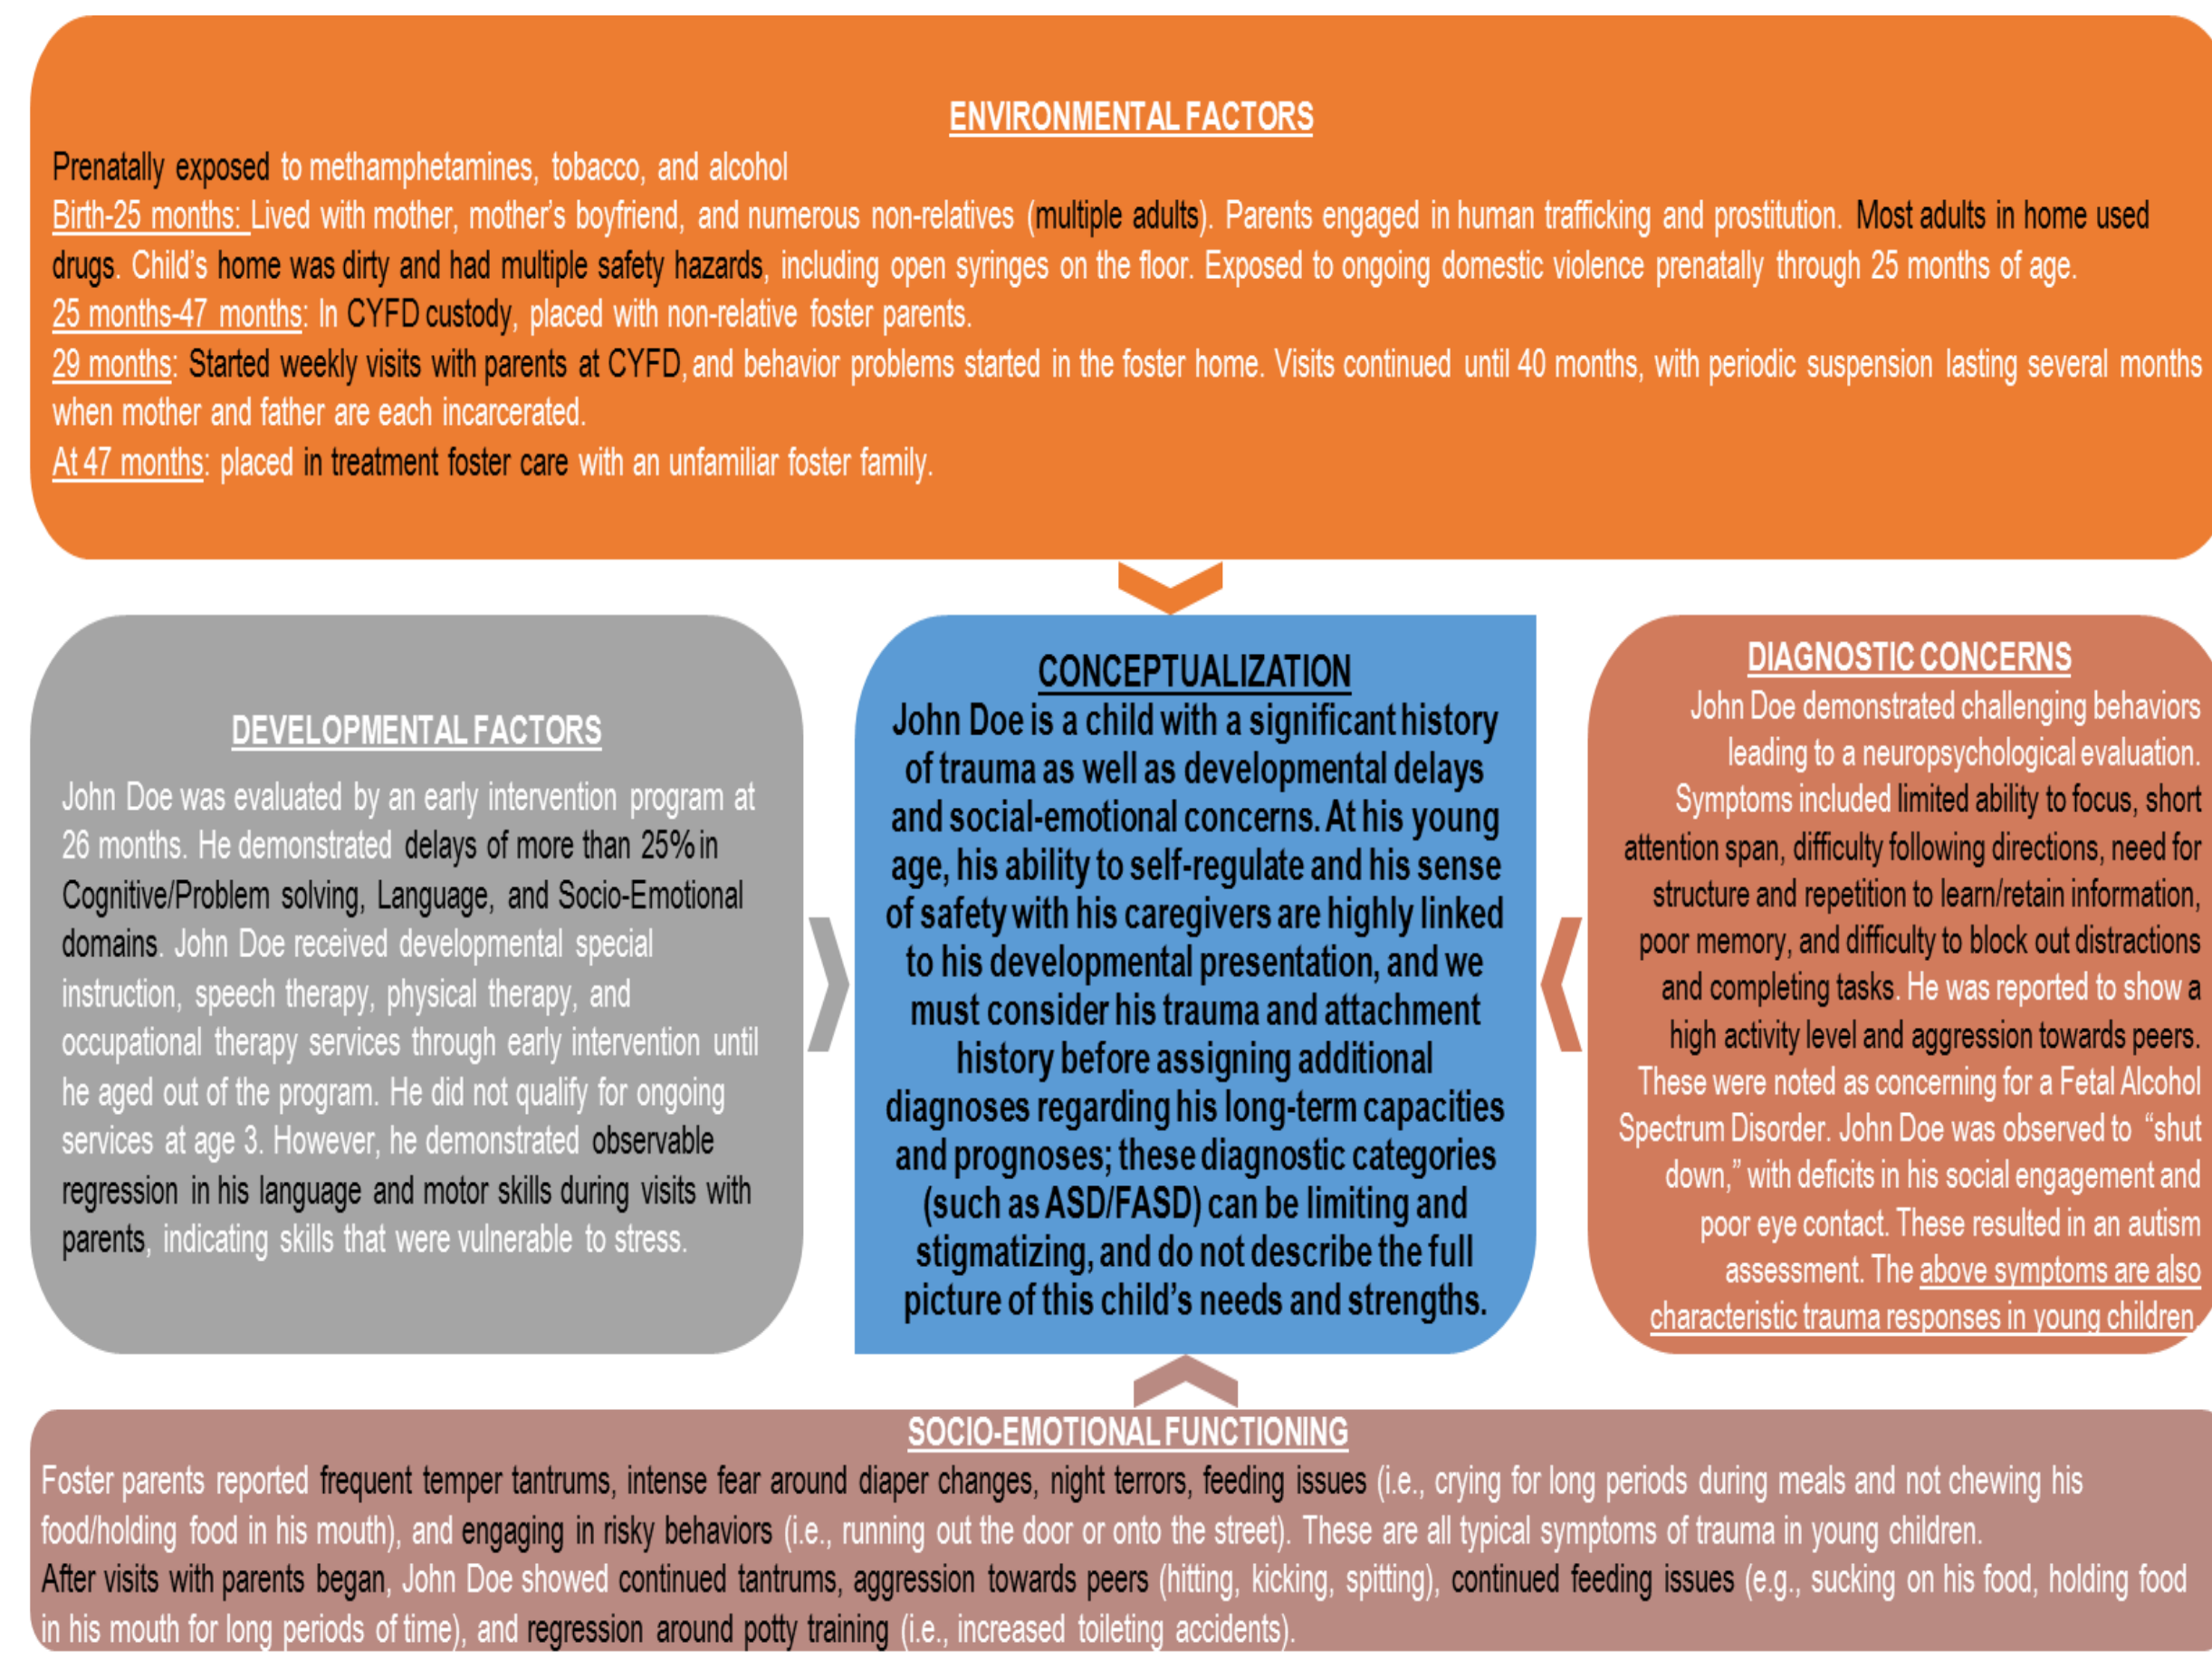 ENVIRONMENTAL FACTORS
Prenatally exposed to methamphetamines, tobacco, and alcohol
Birth-25 months: Lived with mother, mother's boyfriend, and numerous non-relatives (multiple adults). Parents engaged in human trafficking and prostitution. Most adults in home used
drugs. Child's home was dirty and had multiple safety hazards, including open syringes on the floor. Exposed to ongoing domestic violence prenatally through 25 months of age.
25 months-47 months: In CYFD custody, placed with non-relative foster parents.
29 months: Started weekly visits with parents at CYFD, and behavior problems started in the foster home. Visits continued until 40 months, with periodic suspension lasting several months
when mother and father are each incarcerated.
At 47 months: placed in treatment foster care with an unfamiliar foster family.
DEVELOPMENTAL FACTORS
John Doe was evaluated by an early intervention program at
26 months. He demonstrated delays of more than 25% in
Cognitive/Problem solving, Language, and Socio-Emotional
domains. John Doe received developmental special
instruction, speech therapy, physical therapy, and
occupational therapy services through early intervention until
he aged out of the program. He did not qualify for ongoing
services at age 3. However, he demonstrated observable
regression in his language and motor skills during visits with
parents, indicating skills that were vulnerable to stress.
CONCEPTUALIZATION
John Doe is a child with a significant history
of trauma as well as developmental delays
and social-emotional concerns. At his young
age, his ability to self-regulate and his sense
of safety with his caregivers are highly linked
to his developmental presentation, and we
must consider his trauma and attachment
history before assigning additional
diagnoses regarding his long-term capacities
and prognoses; these diagnostic categories
(such as ASD/FASD) can be limiting and
stigmatizing, and do not describe the full
picture of this child's needs and strengths.
DIAGNOSTIC CONCERNS
John Doe demonstrated challenging behaviors
leading to a neuropsychological evaluation.
Symptoms included limited ability to focus, short
attention span, difficulty following directions, need for
structure and repetition to learn/retain information,
poor memory, and difficulty to block out distractions
and completing tasks. He was reported to show a
high activity level and aggression towards peers.
These were noted as concerning for a Fetal Alcohol
Spectrum Disorder. John Doe was observed to "shut
down," with deficits in his social engagement and
poor eye contact. These resulted in an autism
assessment. The above symptoms are also
characteristic trauma responses in young children.
SOCIO-EMOTIONAL FUNCTIONING
Foster parents reported frequent temper tantrums, intense fear around diaper changes, night terrors, feeding issues (i.e., crying for long periods during meals and not chewing his
food/holding food in his mouth), and engaging in risky behaviors (i.e., running out the door or onto the street). These are all typical symptoms of trauma in young children.
After visits with parents began, John Doe showed continued tantrums, aggression towards peers (hitting, kicking, spitting), continued feeding issues (e.g., sucking on his food, holding food
in his mouth for long periods of time), and regression around potty training (i.e., increased toileting accidents).